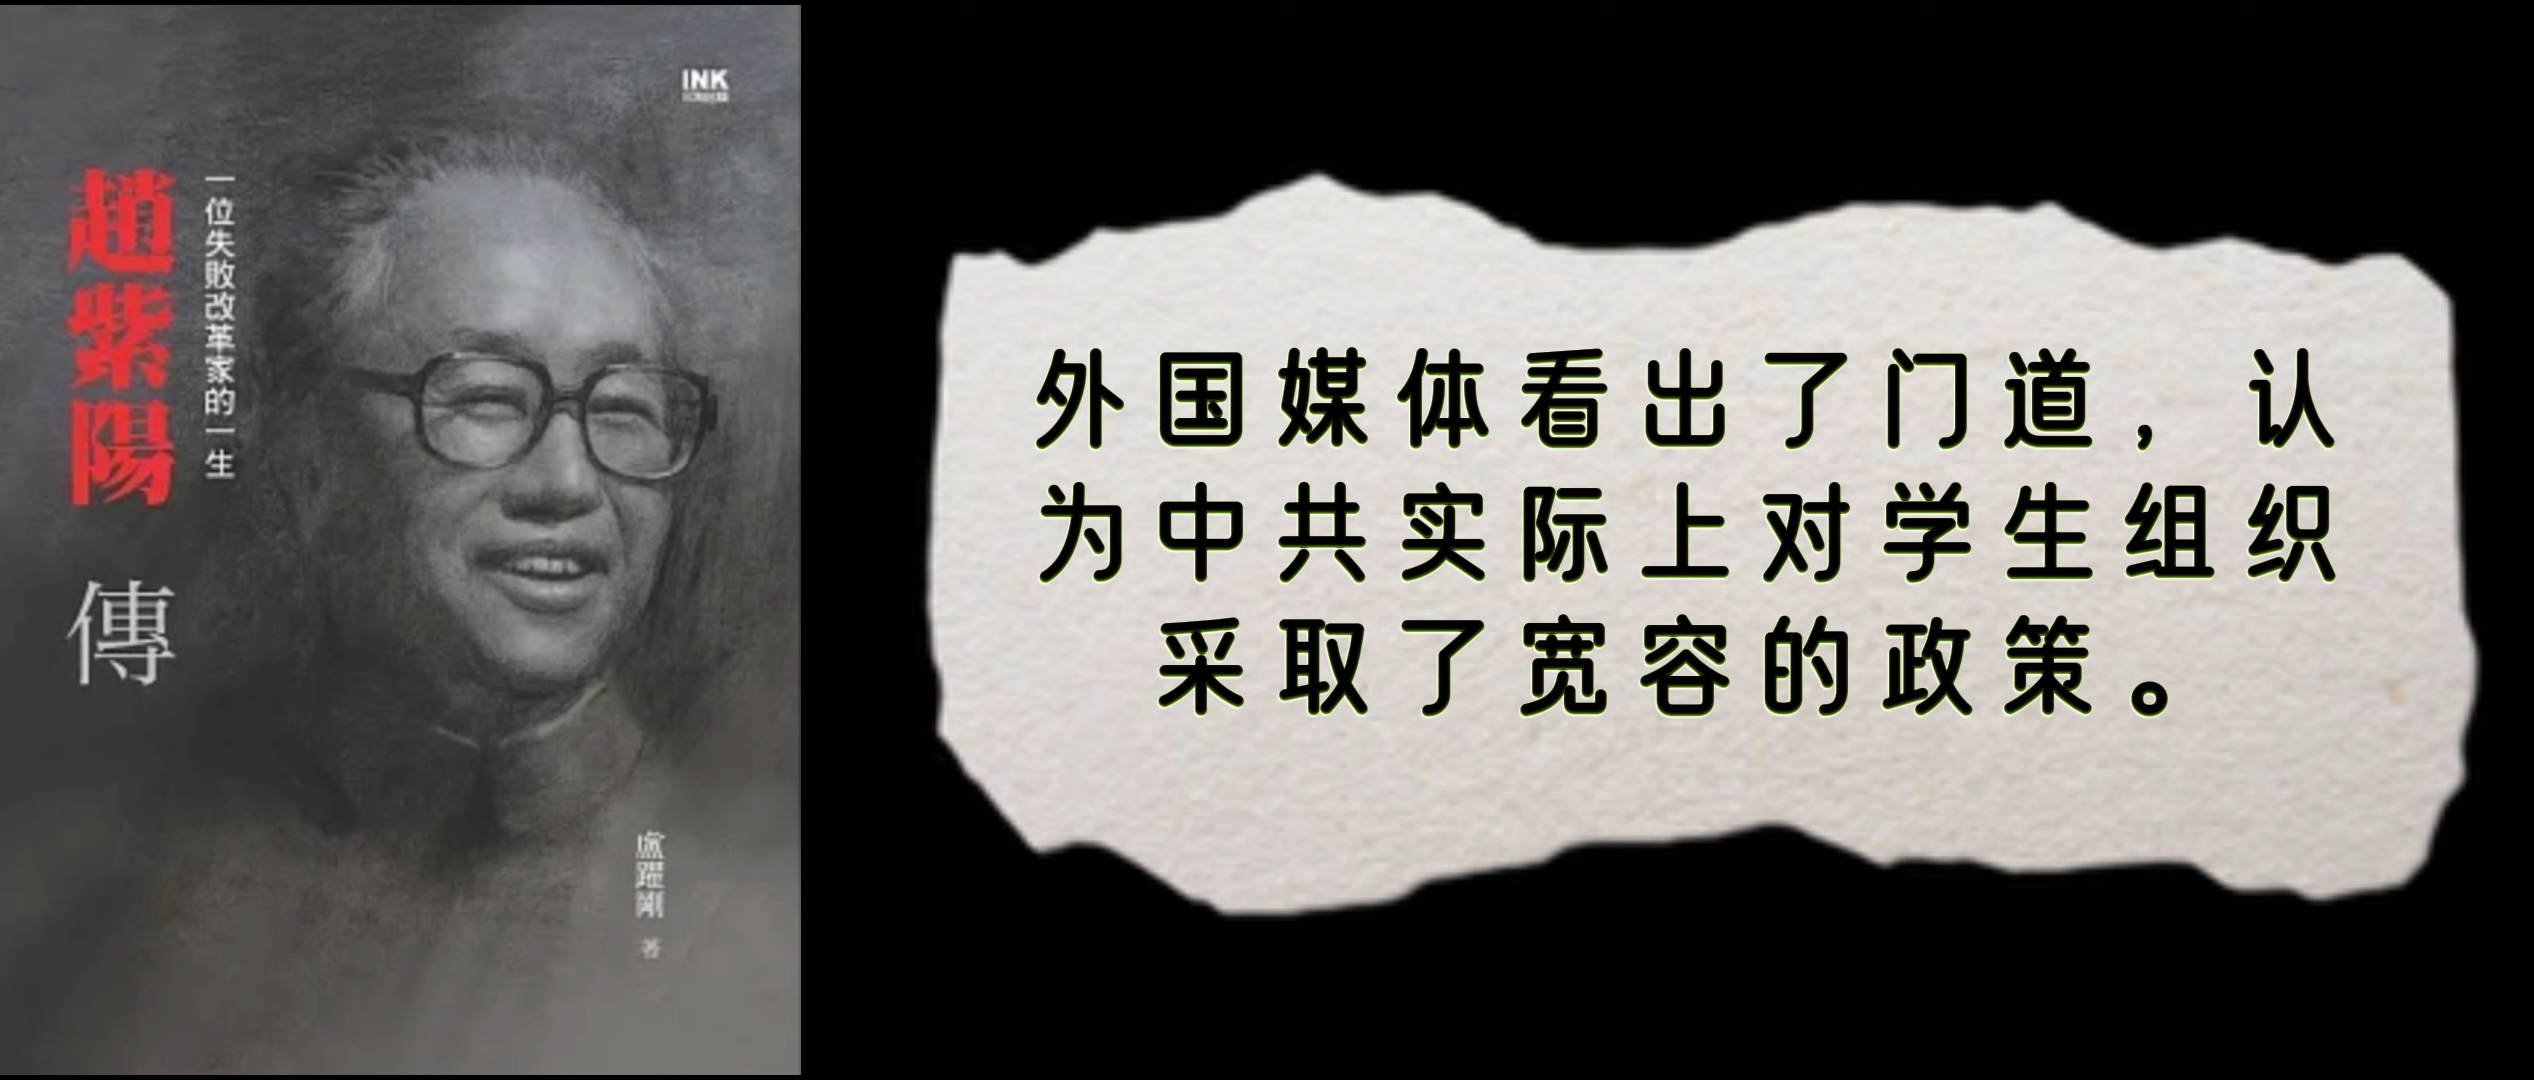 INK
趙紫陽 傳
一位失敗改革家的一生
盧躍剛 著
外国媒体看出了门道，认
为中共实际上对学生组织
采取了宽容的政策。